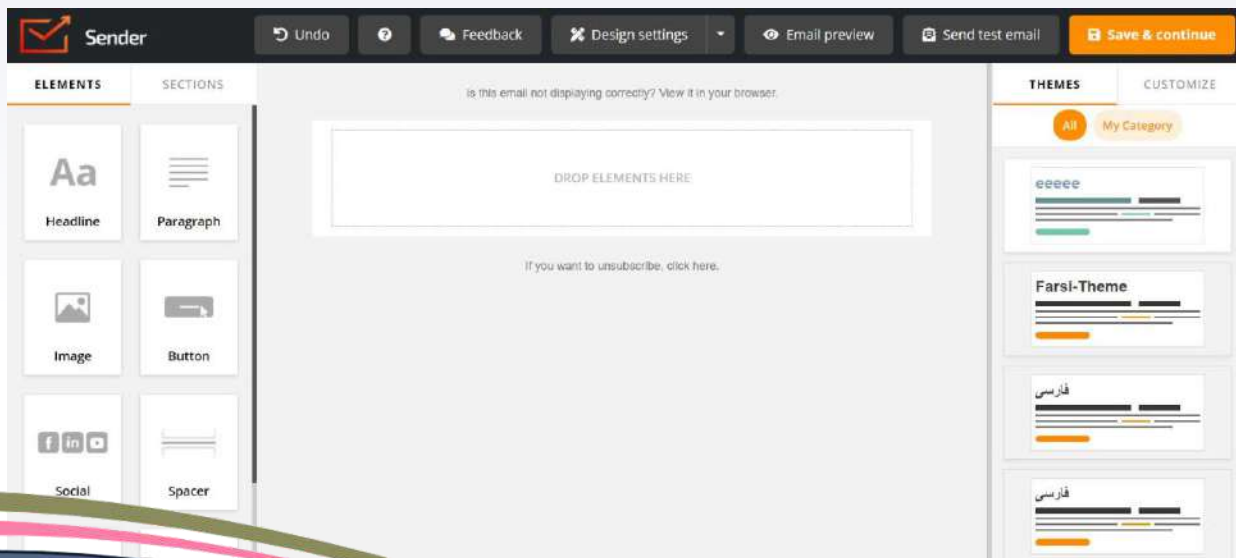 Sender
Undo
Feedback
Design settings
Email preview
Send test email
Save & continue
ELEMENTS
SECTIONS
Is this email not displaying correctly? View it in your browser.
THEMES
CUSTOMIZE
All
My Category
Aa
Headline
Paragraph
DROP ELEMENTS HERE
If you want to unsubscribe, click here.
Image
Button
Social
Spacer
eeeee
Farsi-Theme
فارسی
فارسی